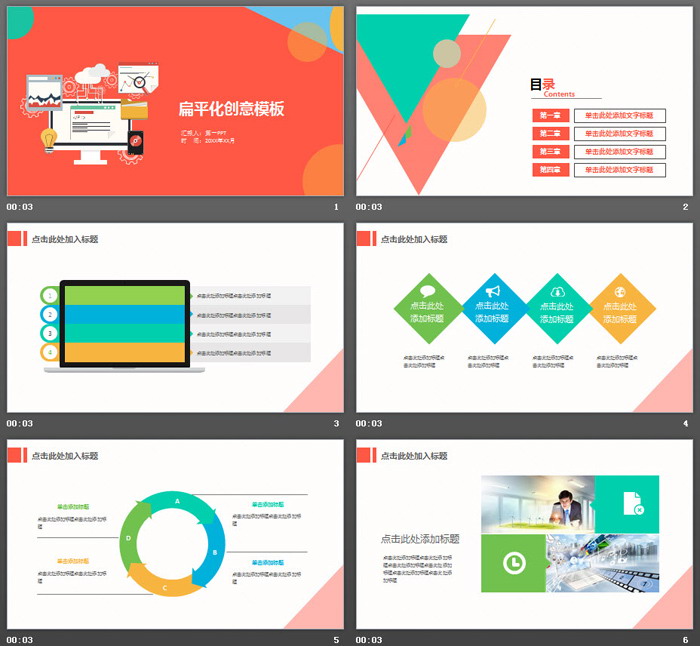 扁平化创意模板
汇报人：第一PPT
时 间：20XX年XX月
00:03
1
目录
Contents
第一章
单击此处添加文字标题
第二章
单击此处添加文字标题
第三章
单击此处添加文字标题
第四章
单击此处添加文字标题
00:03
2
点击此处加入标题
1
点击此处添加标题点击此处添加标题
2
点击此处添加标题点击此处添加标题
3
点击此处添加标题点击此处添加标题
4
点击此处添加标题点击此处添加标题
00:03
3
点击此处加入标题
点击此处
添加标题
点击此处
添加标题
点击此处
添加标题
点击此处
添加标题
点击此处添加标题点
击此处添加标题
点击此处添加标题点
击此处添加标题
点击此处添加标题点
击此处添加标题
点击此处添加标题点
击此处添加标题
00:03
4
点击此处加入标题
单击添加标题
点击此处添加标题点击此处添加标
题
单击添加标题
点击此处添加标题点击此处添加标
题
A
B
C
D
单击添加标题
点击此处添加标题点击此处添加标
题
单击添加标题
点击此处添加标题点击此处添加标
题
00:03
5
点击此处加入标题
点击此处添加标题
点击此处添加标题点击此处添加标
题点击此处添加标题点击此处添
加标题点击此处添加标题点击此
处添加标题
00:03
6